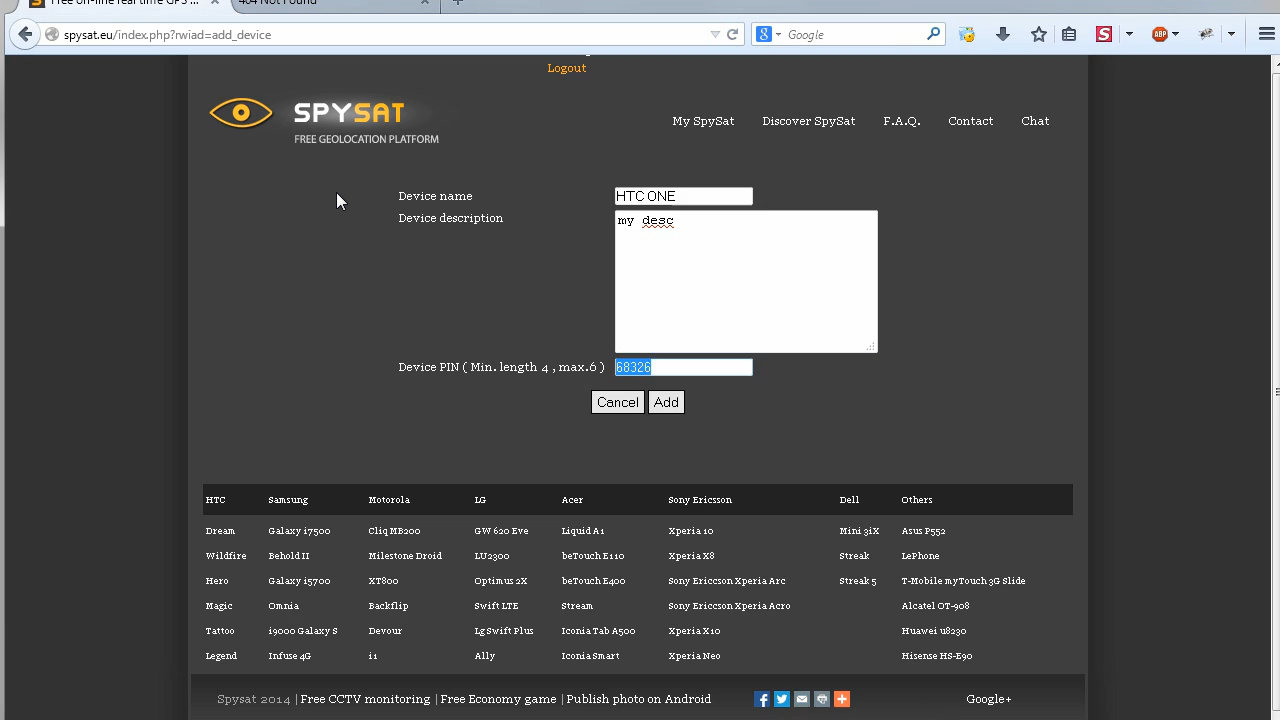 Free on-line real time GPS ...
404 Not Found
spysat.eu/index.php?rwiad=add_device
Google
Logout
SPYSAT
FREE GEOLOCATION PLATFORM
My SpySat Discover SpySat F.A.Q. Contact Chat
Device name HTC ONE
Device description my desc
Device PIN ( Min. length 4 , max.6 ) 68326
Cancel Add
HTC Samsung Motorola LG Acer Sony Ericsson Dell Others
Dream Galaxy i7500 Cliq MB200 GW 620 Eve Liquid A1 Xperia 10 Mini 3iX Asus P552
Wildfire Behold II Milestone Droid LU2300 beTouch E110 Xperia X8 Streak LePhone
Hero Galaxy i5700 XT800 Optimus 2X beTouch E400 Sony Ericcson Xperia Arc Streak 5 T-Mobile myTouch 3G Slide
Magic Omnia Backflip Swift LTE Stream Sony Ericcson Xperia Acro Alcatel OT-908
Tattoo i9000 Galaxy S Devour Lg Swift Plus Iconia Tab A500 Xperia X10 Huawei u8230
Legend Infuse 4G i1 Ally Iconia Smart Xperia Neo Hisense HS-E90
Spysat 2014 | Free CCTV monitoring | Free Economy game | Publish photo on Android Google+